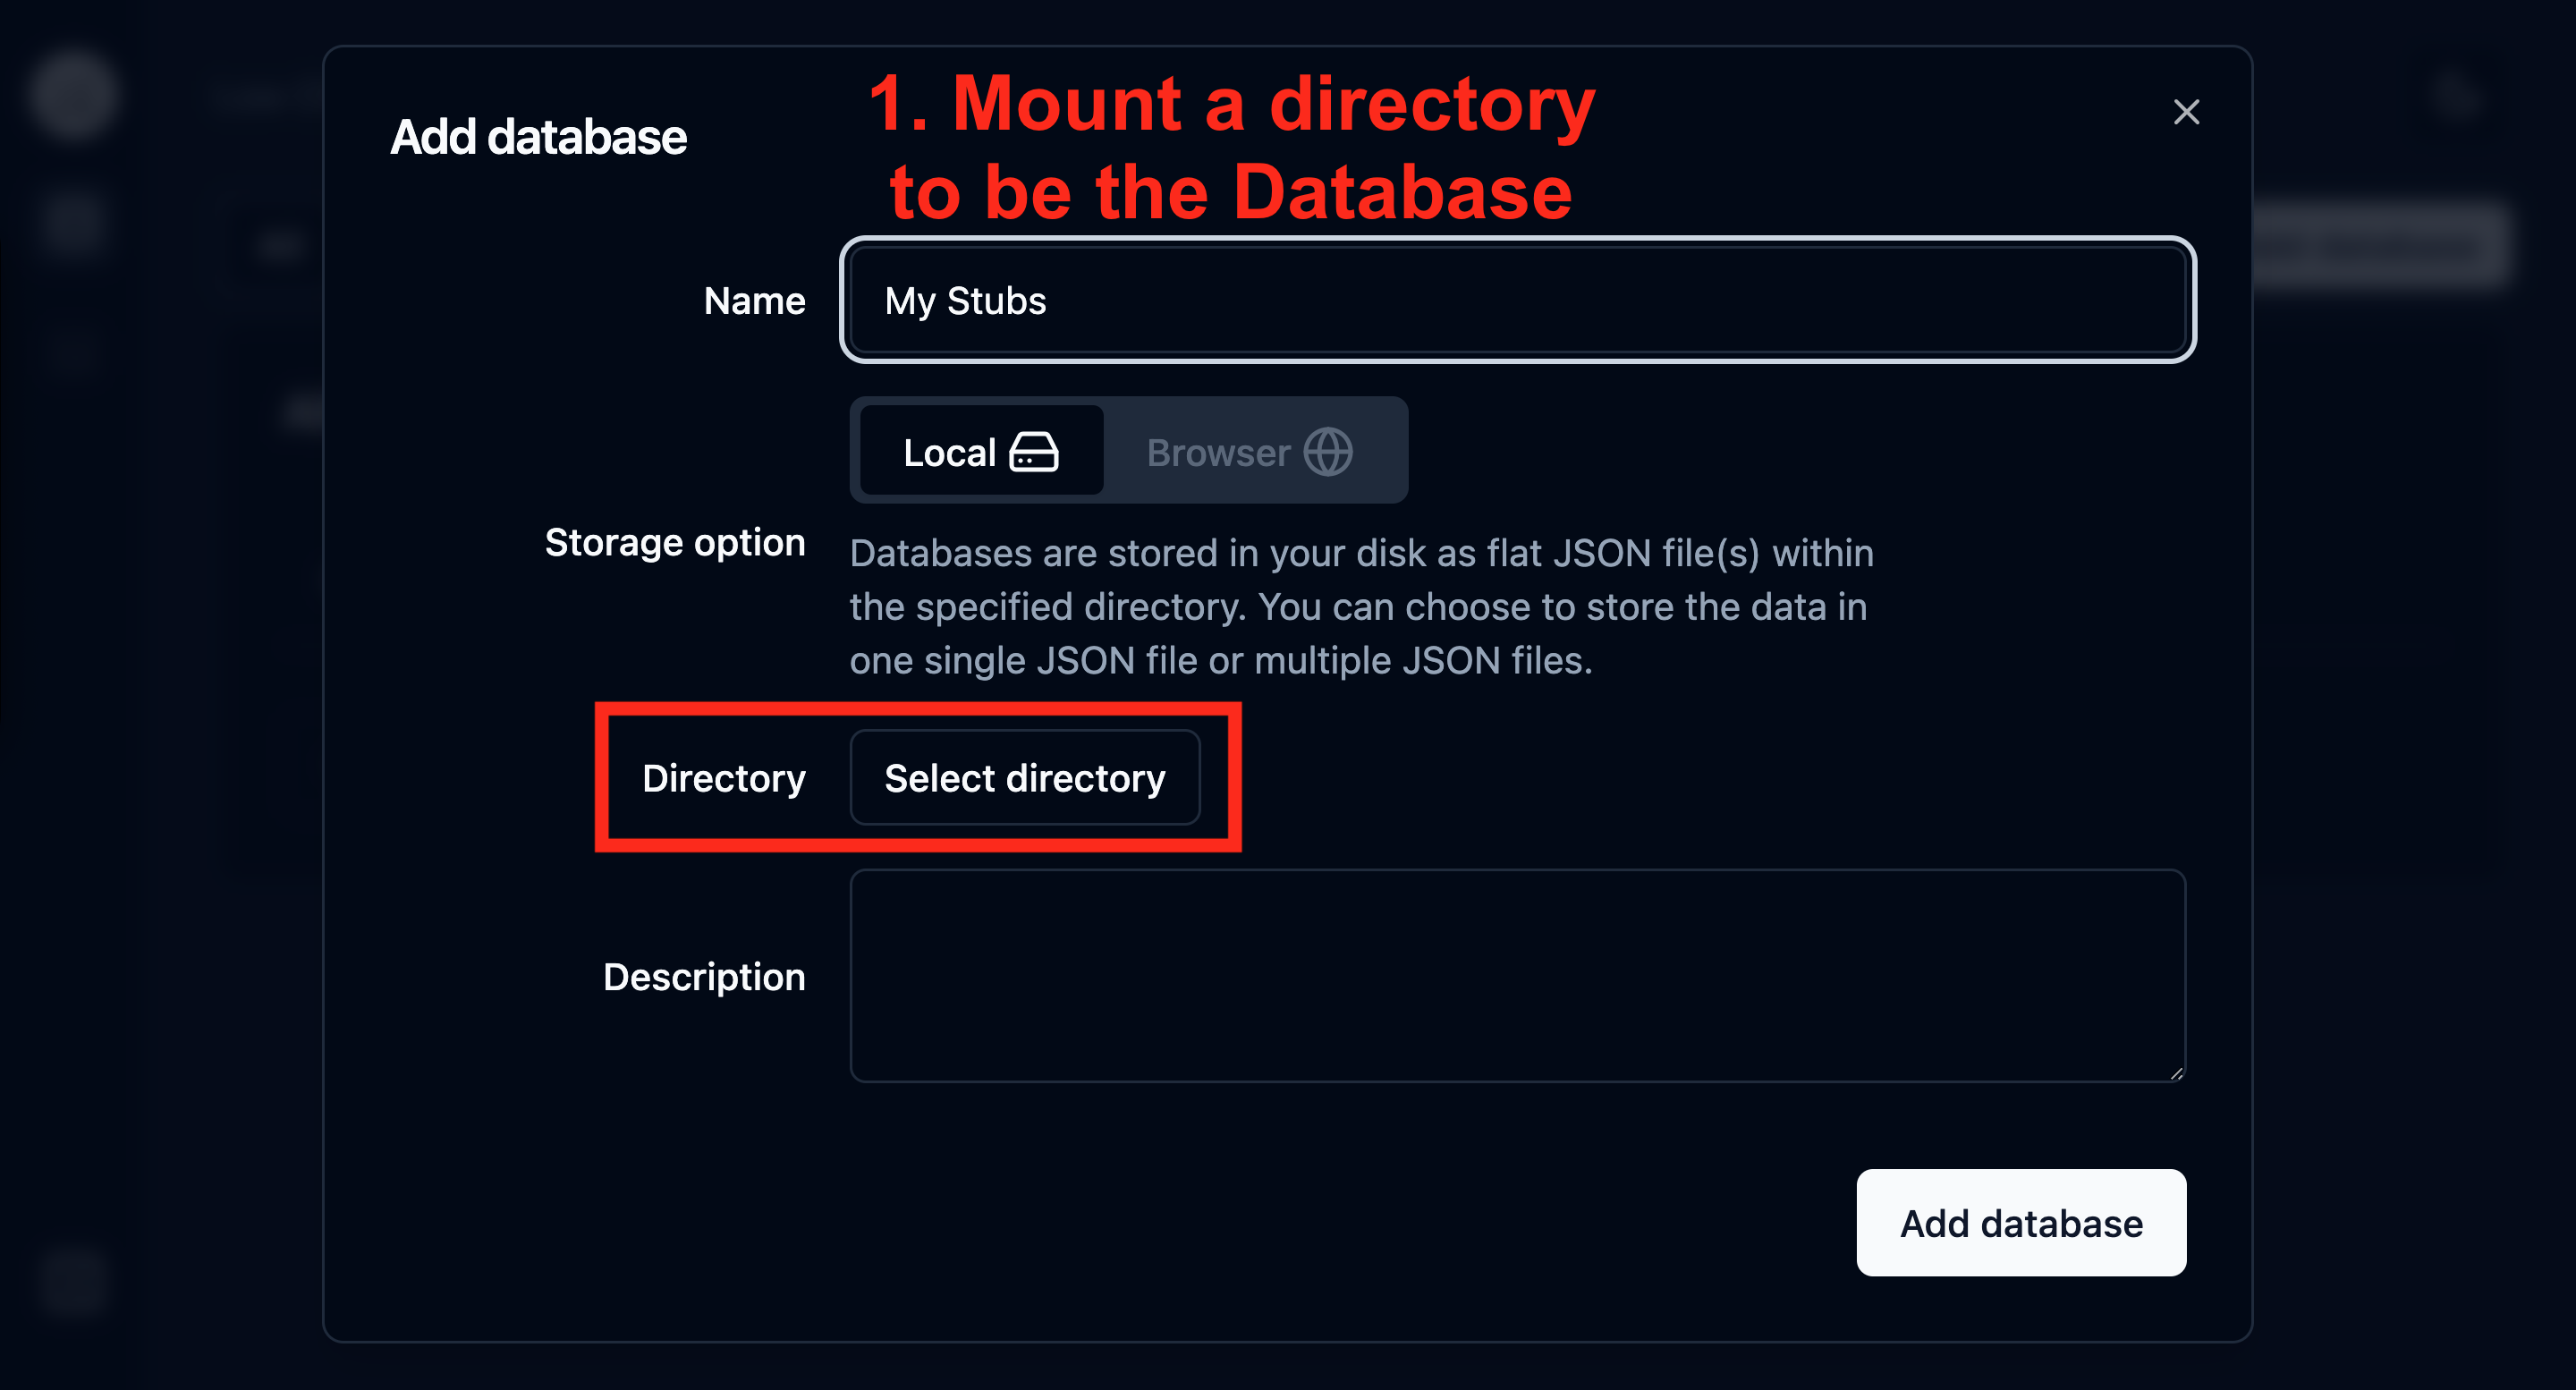 1. Mount a directory
to be the Database
Add database
Name
My Stubs
Local
Browser
Storage option
Databases are stored in your disk as flat JSON file(s) within
the specified directory. You can choose to store the data in
one single JSON file or multiple JSON files.
Directory
Select directory
Description
Add database